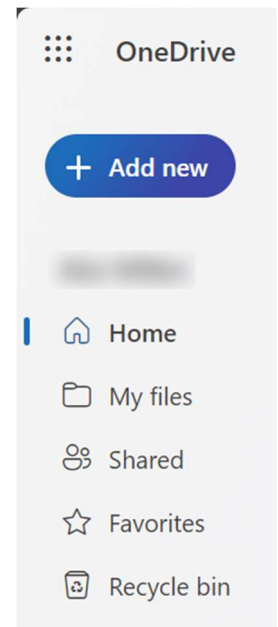 OneDrive
Add new
Home
My files
Shared
Favorites
Recycle bin